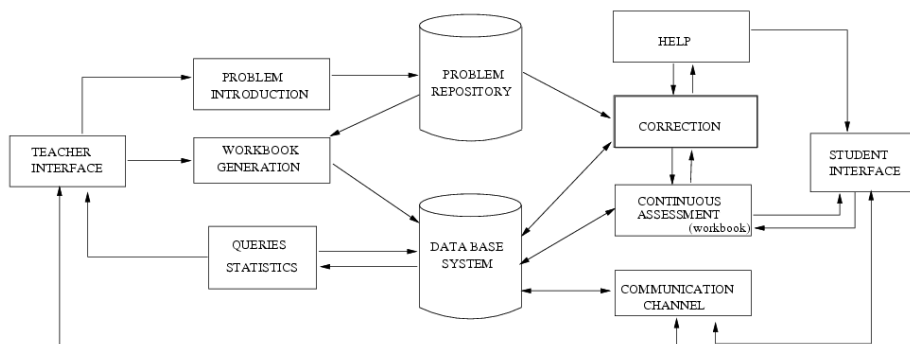 HELP
PROBLEM
INTRODUCTION
PROBLEM
REPOSITORY
CORRECTION
TEACHER
INTERFACE
WORKBOOK
GENERATION
STUDENT
INTERFACE
CONTINUOUS
ASSESSMENT
(workbook)
QUERIES
STATISTICS
DATA BASE
SYSTEM
COMMUNICATION
CHANNEL